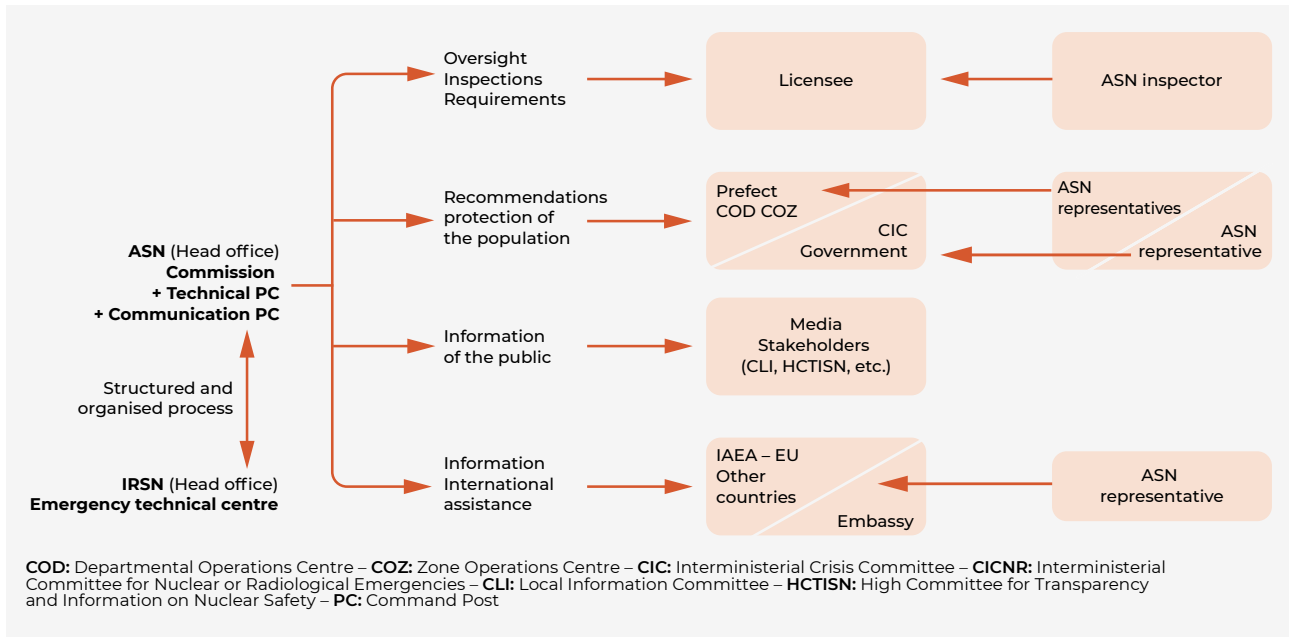 Oversight
Inspections
Requirements
Licensee
ASN inspector
Recommendations
protection of
the population
Prefect
COD COZ
CIC
Government
ASN
representatives
ASN
representative
ASN (Head office)
Commission
+ Technical PC
+ Communication PC
Information
of the public
Media
Stakeholders
(CLI, HCTISN, etc.)
Structured and
organised process
IRSN (Head office)
Emergency technical centre
Information
International
assistance
IAEA – EU
Other
countries
Embassy
ASN
representative
COD: Departmental Operations Centre – COZ: Zone Operations Centre – CIC: Interministerial Crisis Committee – CICNR: Interministerial
Committee for Nuclear or Radiological Emergencies – CLI: Local Information Committee – HCTISN: High Committee for Transparency
and Information on Nuclear Safety – PC: Command Post